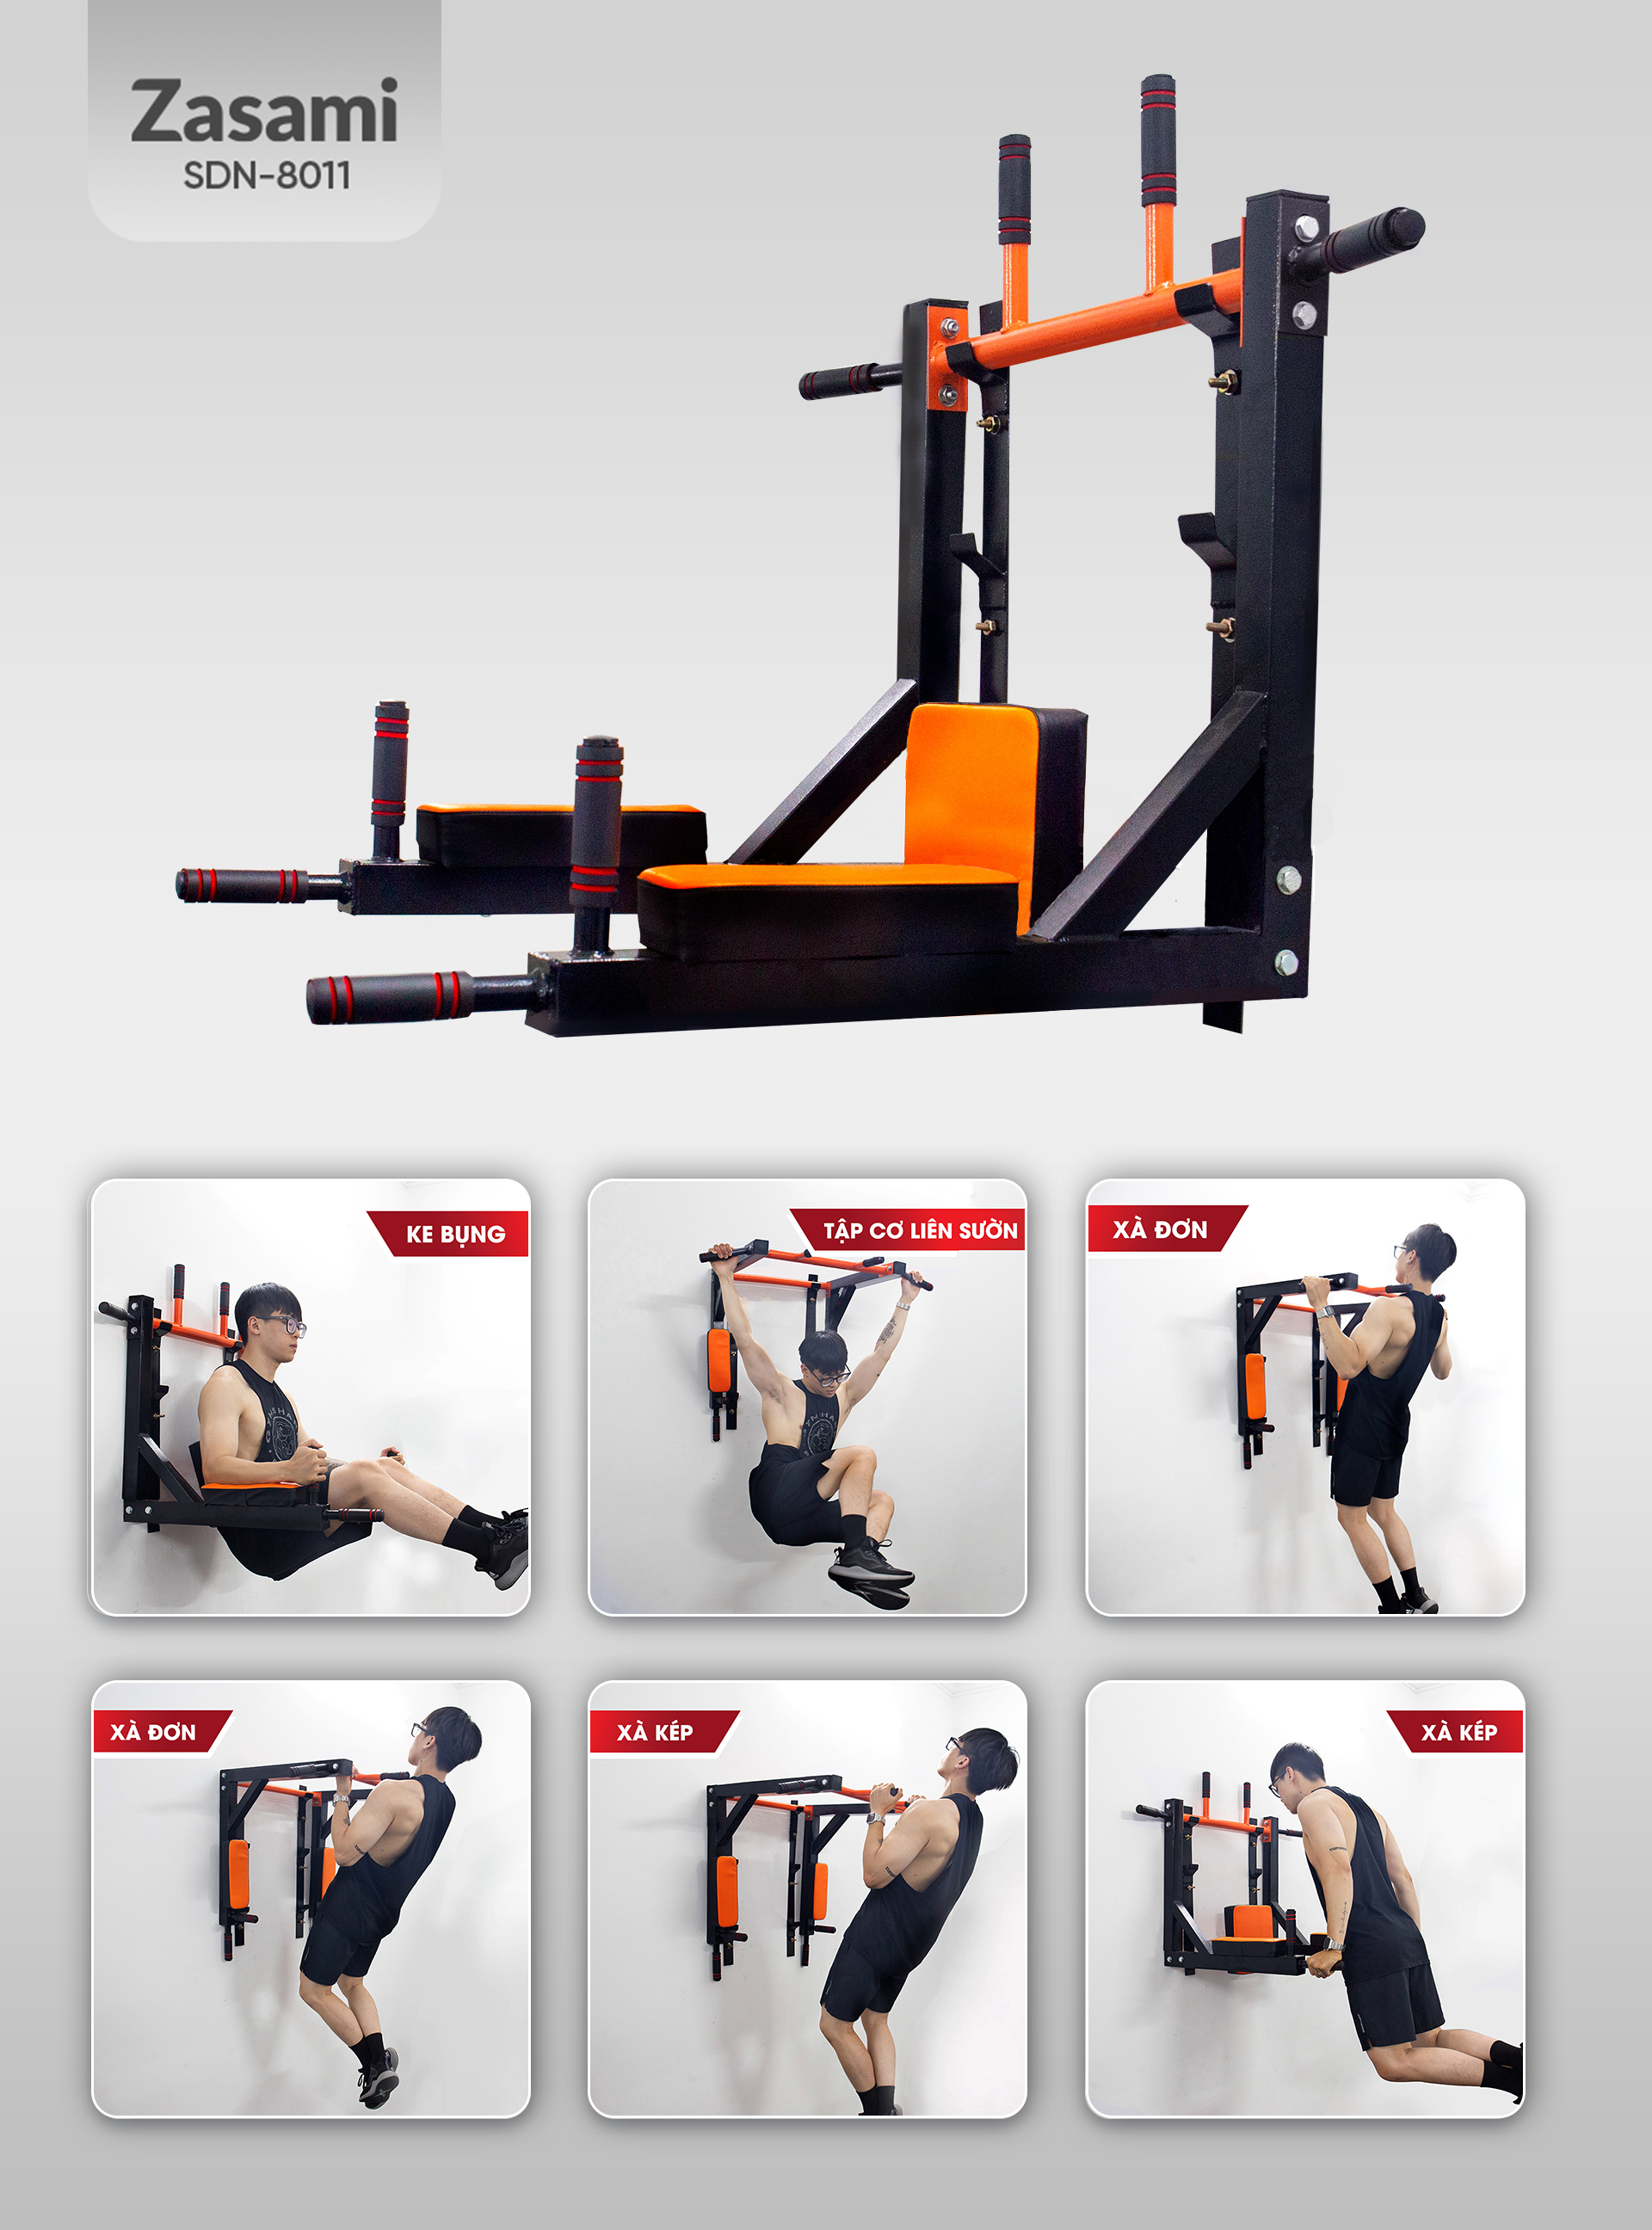 Zasami
SDN-8011
KE BỤNG
TẬP CƠ LIÊN SƯỜN
XÀ ĐƠN
XÀ ĐƠN
XÀ KÉP
XÀ KÉP